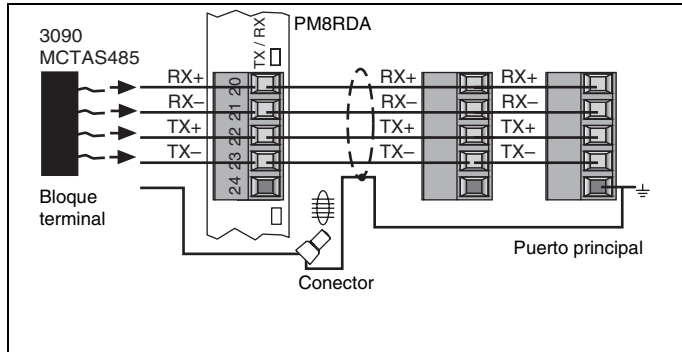 PM8RDA
3090
MCTAS485
TX / RX
RX+ 20 RX+ RX+
RX– 21 RX– RX–
TX+ 22 TX+ TX+
TX– 23 TX– TX–
24
Bloque
terminal
Puerto principal
Conector